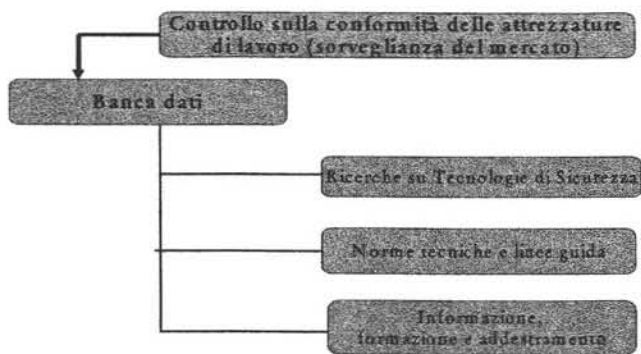 Controllo sulla conformità delle attrezzature
di lavoro (sorveglianza del mercato)
Banca dati
Ricerche su Tecnologie di Sicurezza
Norme tecniche e linee guida
Informazione,
formazione e addestramento